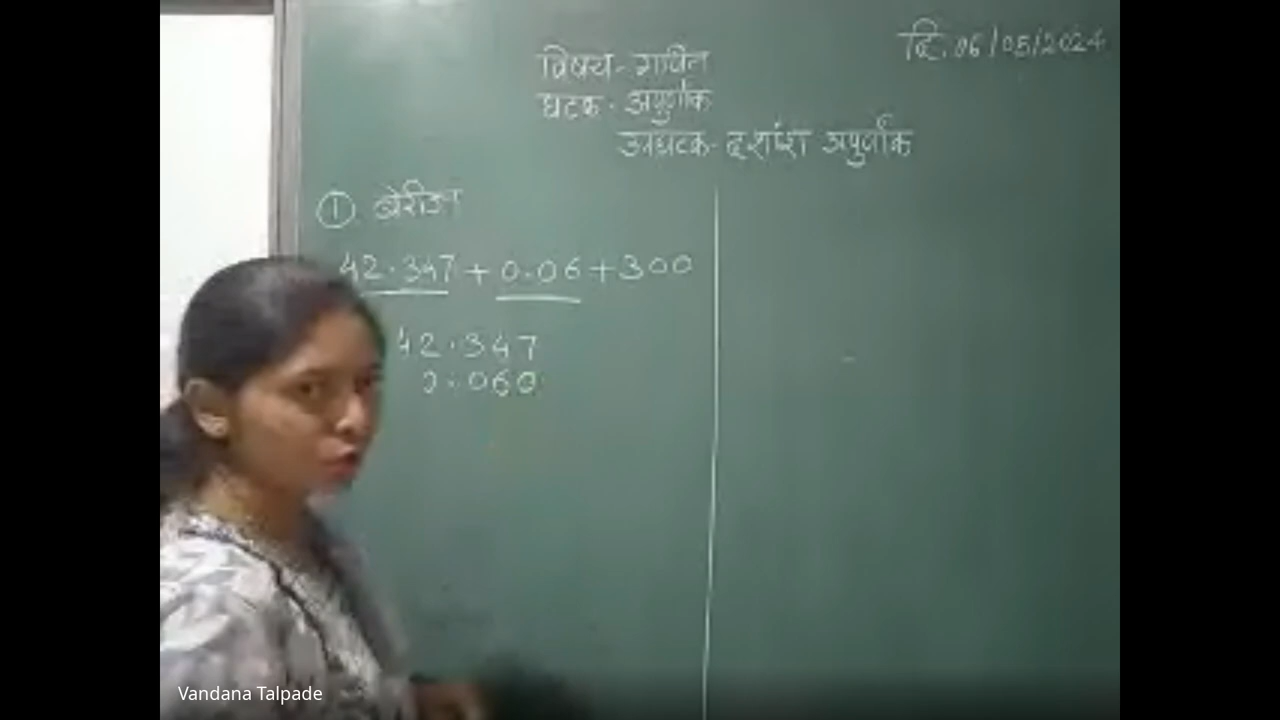 दि. 06/05/2024
विषय - गणित
घटक - अपुर्णांक
उपघटक - दशांश अपुर्णांक
① बेरीज
42.347 + 0.06 + 300
42.347
0.060
Vandana Talpade